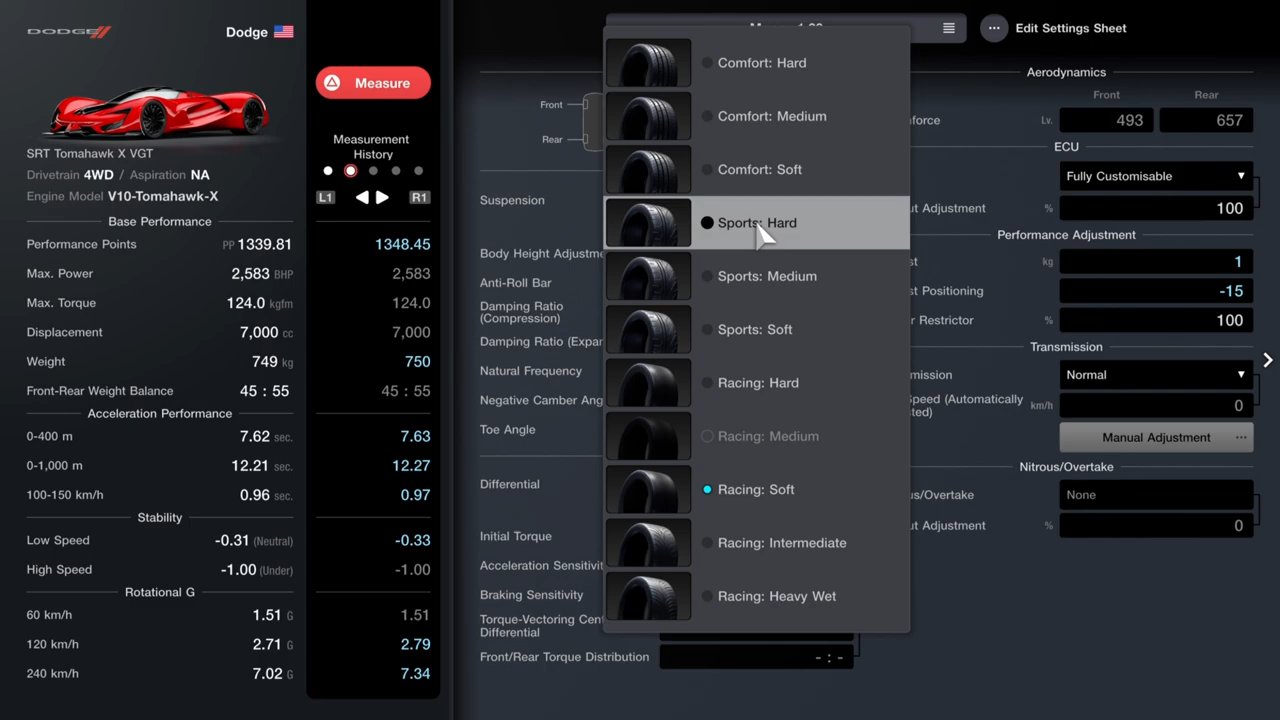 DODGE
Dodge
SRT Tomahawk X VGT
Drivetrain 4WD / Aspiration NA
Engine Model V10-Tomahawk-X
Base Performance
Performance Points PP 1339.81
Max. Power 2,583 BHP
Max. Torque 124.0 kgfm
Displacement 7,000 cc
Weight 749 kg
Front-Rear Weight Balance 45 : 55
Acceleration Performance
0-400 m 7.62 sec.
0-1,000 m 12.21 sec.
100-150 km/h 0.96 sec.
Stability
Low Speed -0.31 (Neutral)
High Speed -1.00 (Under)
Rotational G
60 km/h 1.51 G
120 km/h 2.71 G
240 km/h 7.02 G
Measure
Measurement
History
L1 R1
1348.45
2,583
124.0
7,000
750
45 : 55
7.63
12.27
0.97
-0.33
-1.00
1.51
2.79
7.34
Front
Rear
Suspension
Body Height Adjustme
Anti-Roll Bar
Damping Ratio
(Compression)
Damping Ratio (Expan
Natural Frequency
Negative Camber Ang
Toe Angle
Differential
Initial Torque
Acceleration Sensitivit
Braking Sensitivity
Torque-Vectoring Cent
Differential
Front/Rear Torque Distribution - : -
Comfort: Hard
Comfort: Medium
Comfort: Soft
Sports: Hard
Sports: Medium
Sports: Soft
Racing: Hard
Racing: Medium
Racing: Soft
Racing: Intermediate
Racing: Heavy Wet
Edit Settings Sheet
Aerodynamics
Front Rear
force Lv. 493 657
ECU
Fully Customisable
ut Adjustment % 100
Performance Adjustment
st kg 1
st Positioning -15
r Restrictor % 100
Transmission
mission Normal
Speed (Automatically
ted) km/h 0
Manual Adjustment
Nitrous/Overtake
us/Overtake None
ut Adjustment % 0